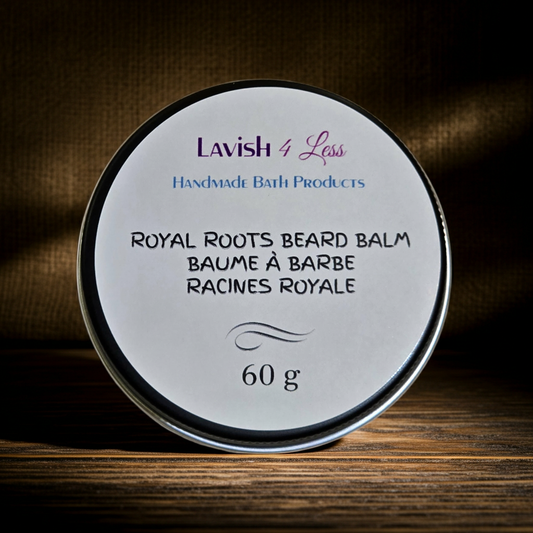 Lavish 4 Less
Handmade Bath Products
ROYAL ROOTS BEARD BALM
BAUME À BARBE
RACINES ROYALE
60 g